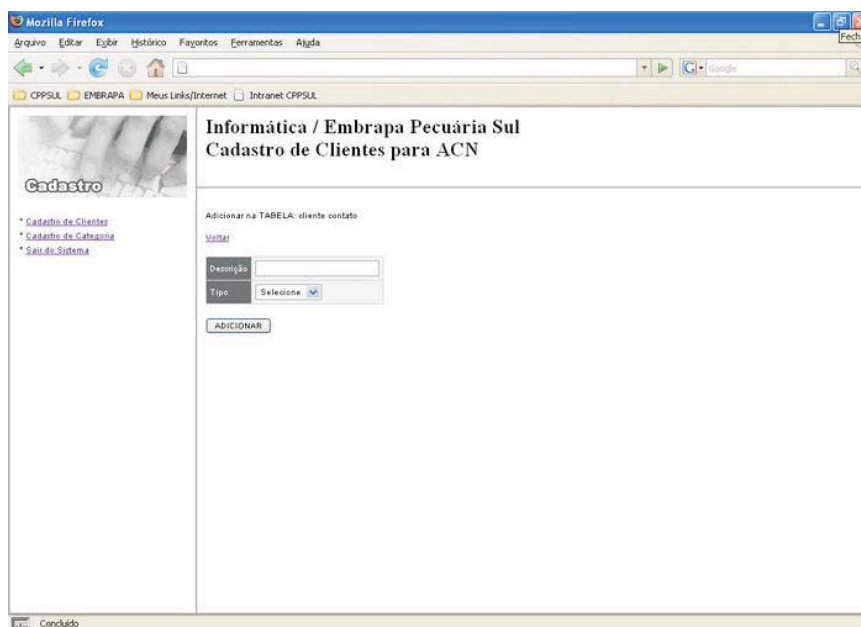 Mozilla Firefox
Arquivo Editar Exibir Histórico Favoritos Ferramentas Ajuda
Fech
Google
CPPSUL EMBRAPA Meus Links/Internet Intranet CPPSUL
Cadastro
* Cadastro de Clientes
* Cadastro de Categoria
* Sair do Sistema
Informática / Embrapa Pecuária Sul
Cadastro de Clientes para ACN
Adicionar na TABELA: cliente contato
Voltar
Descrição
Tipo Selecione
ADICIONAR
Concluído